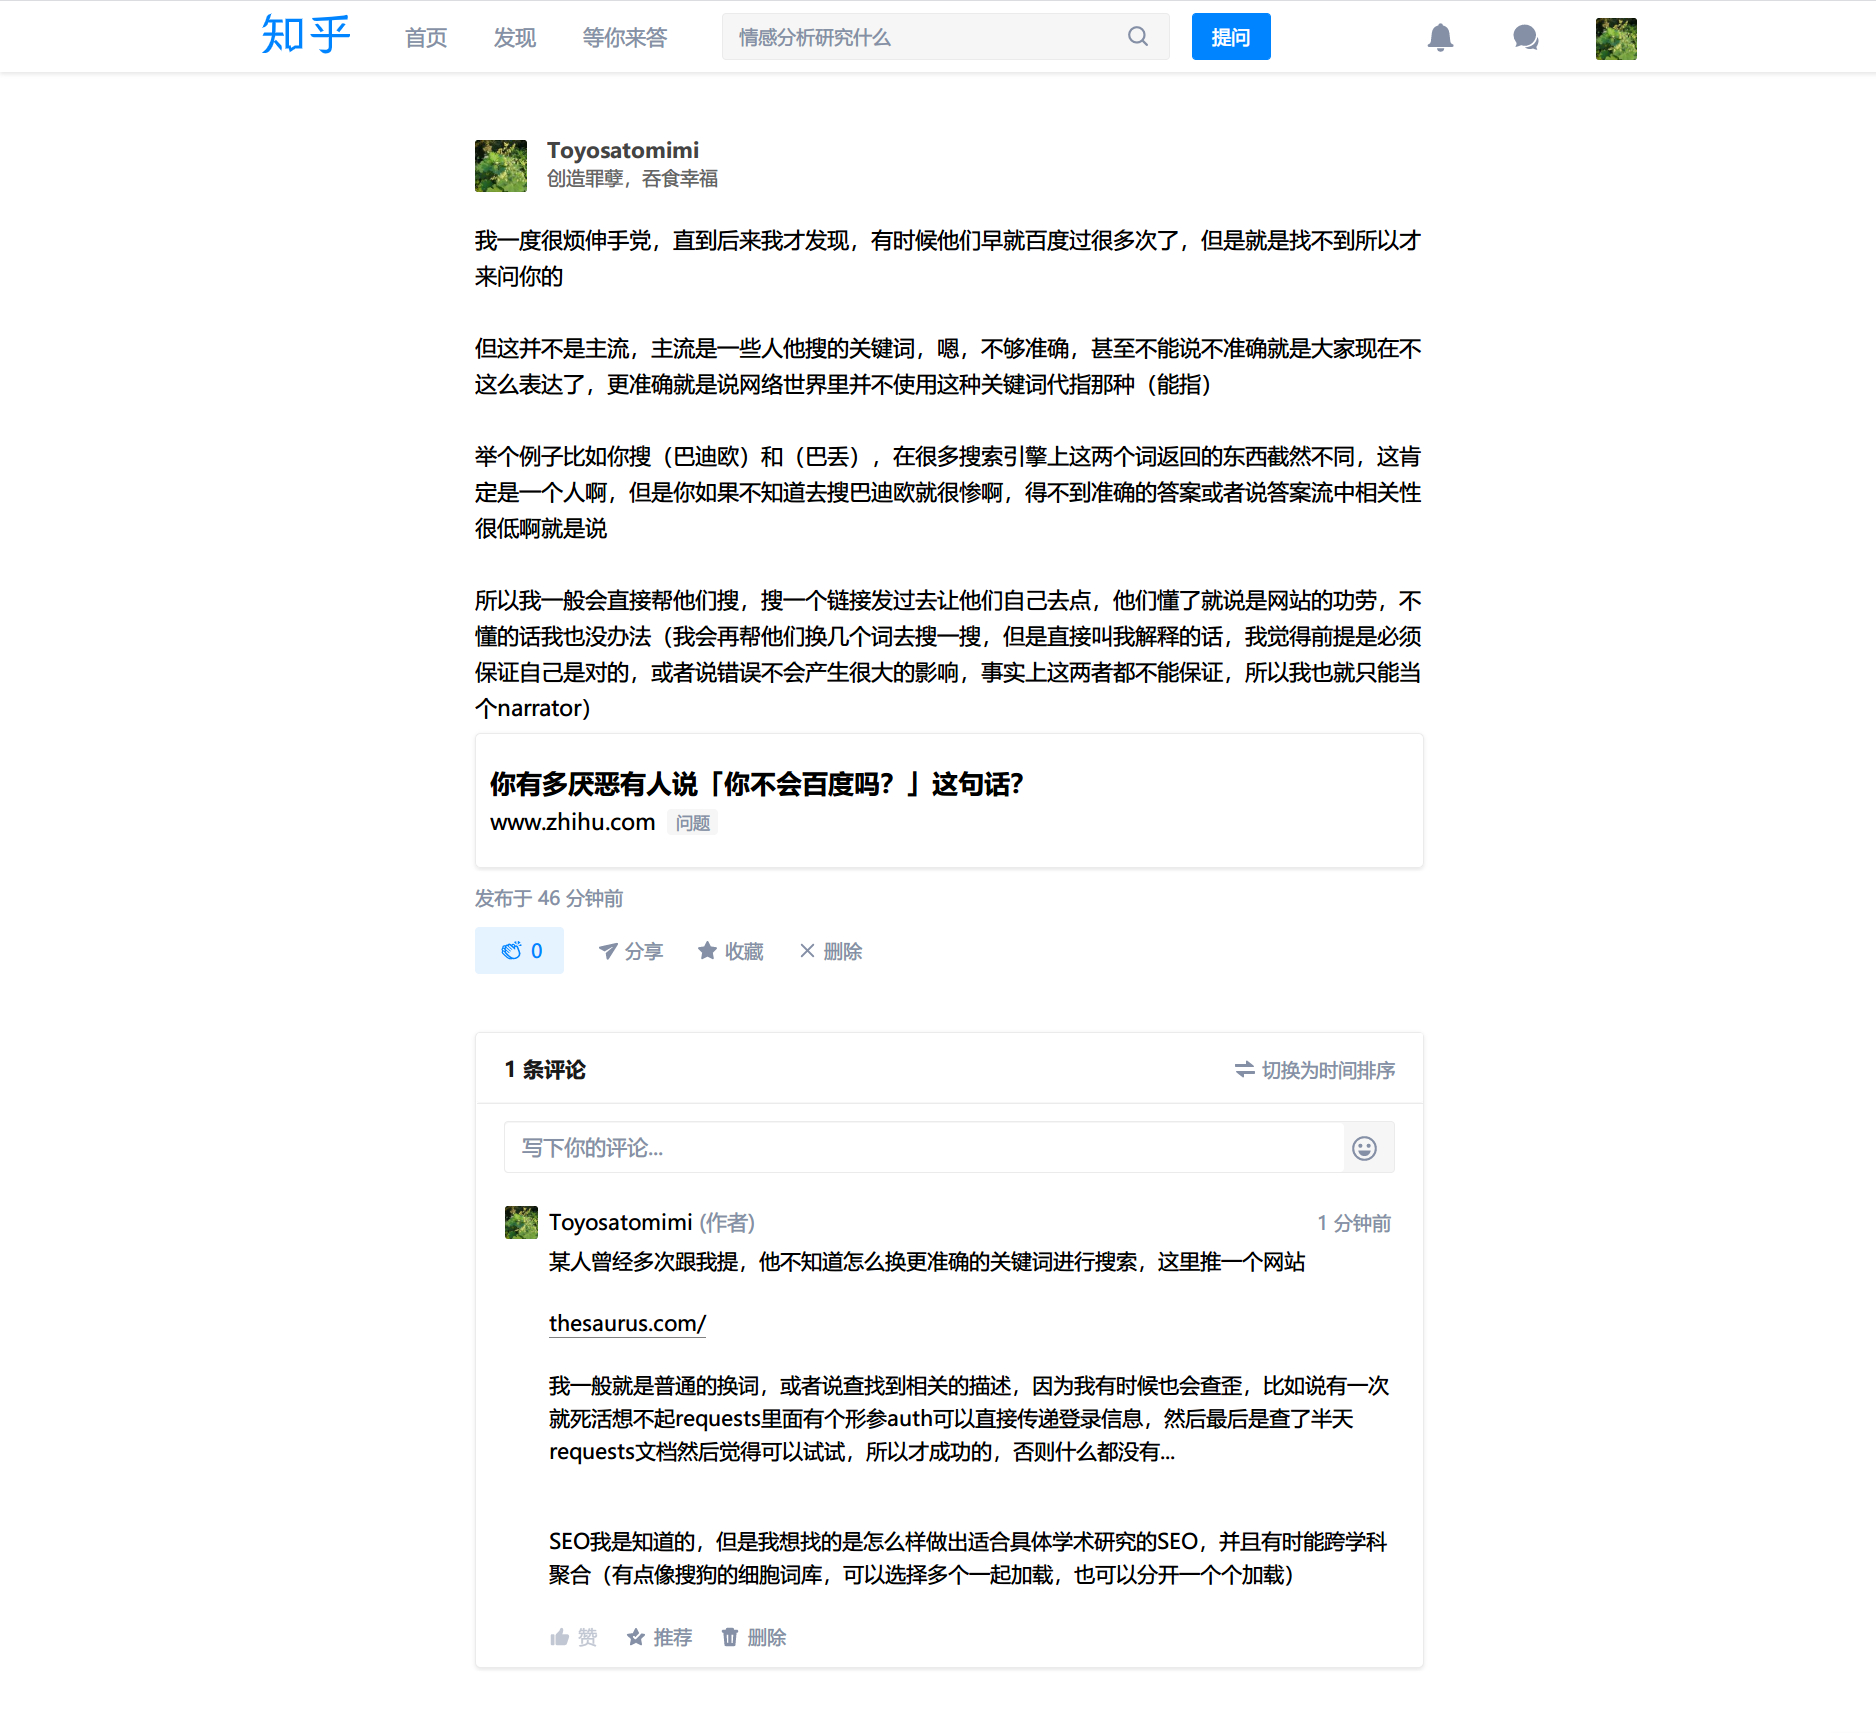 知乎 首页 发现 等你来答 情感分析研究什么 提问
Toyosatomimi
创造罪孽，吞食幸福
我一度很烦伸手党，直到后来我才发现，有时候他们早就百度过很多次了，但是就是找不到所以才
来问你的
但这并不是主流，主流是一些人他搜的关键词，嗯，不够准确，甚至不能说不准确就是大家现在不
这么表达了，更准确就是说网络世界里并不使用这种关键词代指那种（能指）
举个例子比如你搜（巴迪欧）和（巴丢），在很多搜索引擎上这两个词返回的东西截然不同，这肯
定是一个人啊，但是你如果不知道去搜巴迪欧就很惨啊，得不到准确的答案或者说答案流中相关性
很低啊就是说
所以我一般会直接帮他们搜，搜一个链接发过去让他们自己去点，他们懂了就说是网站的功劳，不
懂的话我也没办法（我会再帮他们换几个词去搜一搜，但是直接叫我解释的话，我觉得前提是必须
保证自己是对的，或者说错误不会产生很大的影响，事实上这两者都不能保证，所以我也就只能当
个narrator）
你有多厌恶有人说「你不会百度吗？」这句话？
www.zhihu.com 问题
发布于 46 分钟前
0 分享 收藏 删除
1 条评论 切换为时间排序
写下你的评论...
Toyosatomimi (作者) 1 分钟前
某人曾经多次跟我提，他不知道怎么换更准确的关键词进行搜索，这里推一个网站
thesaurus.com/
我一般就是普通的换词，或者说查找到相关的描述，因为我有时候也会查歪，比如说有一次
就死活想不起requests里面有个形参auth可以直接传递登录信息，然后最后是查了半天
requests文档然后觉得可以试试，所以才成功的，否则什么都没有...
SEO我是知道的，但是我想找的是怎么样做出适合具体学术研究的SEO，并且有时能跨学科
聚合（有点像搜狗的细胞词库，可以选择多个一起加载，也可以分开一个个加载）
赞 推荐 删除